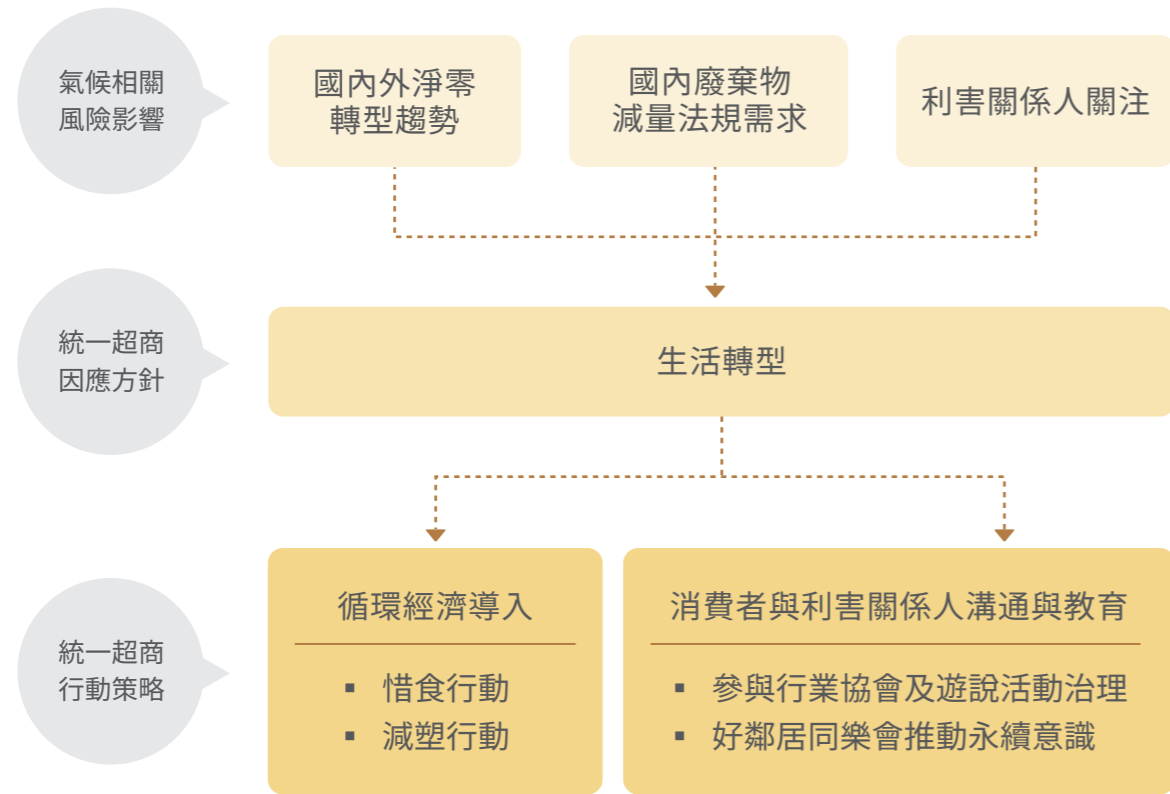 氣候相關
風險影響
國內外淨零
轉型趨勢
國內廢棄物
減量法規需求
利害關係人關注
統一超商
因應方針
生活轉型
統一超商
行動策略
循環經濟導入
▪ 惜食行動
▪ 減塑行動
消費者與利害關係人溝通與教育
▪ 參與行業協會及遊說活動治理
▪ 好鄰居同樂會推動永續意識